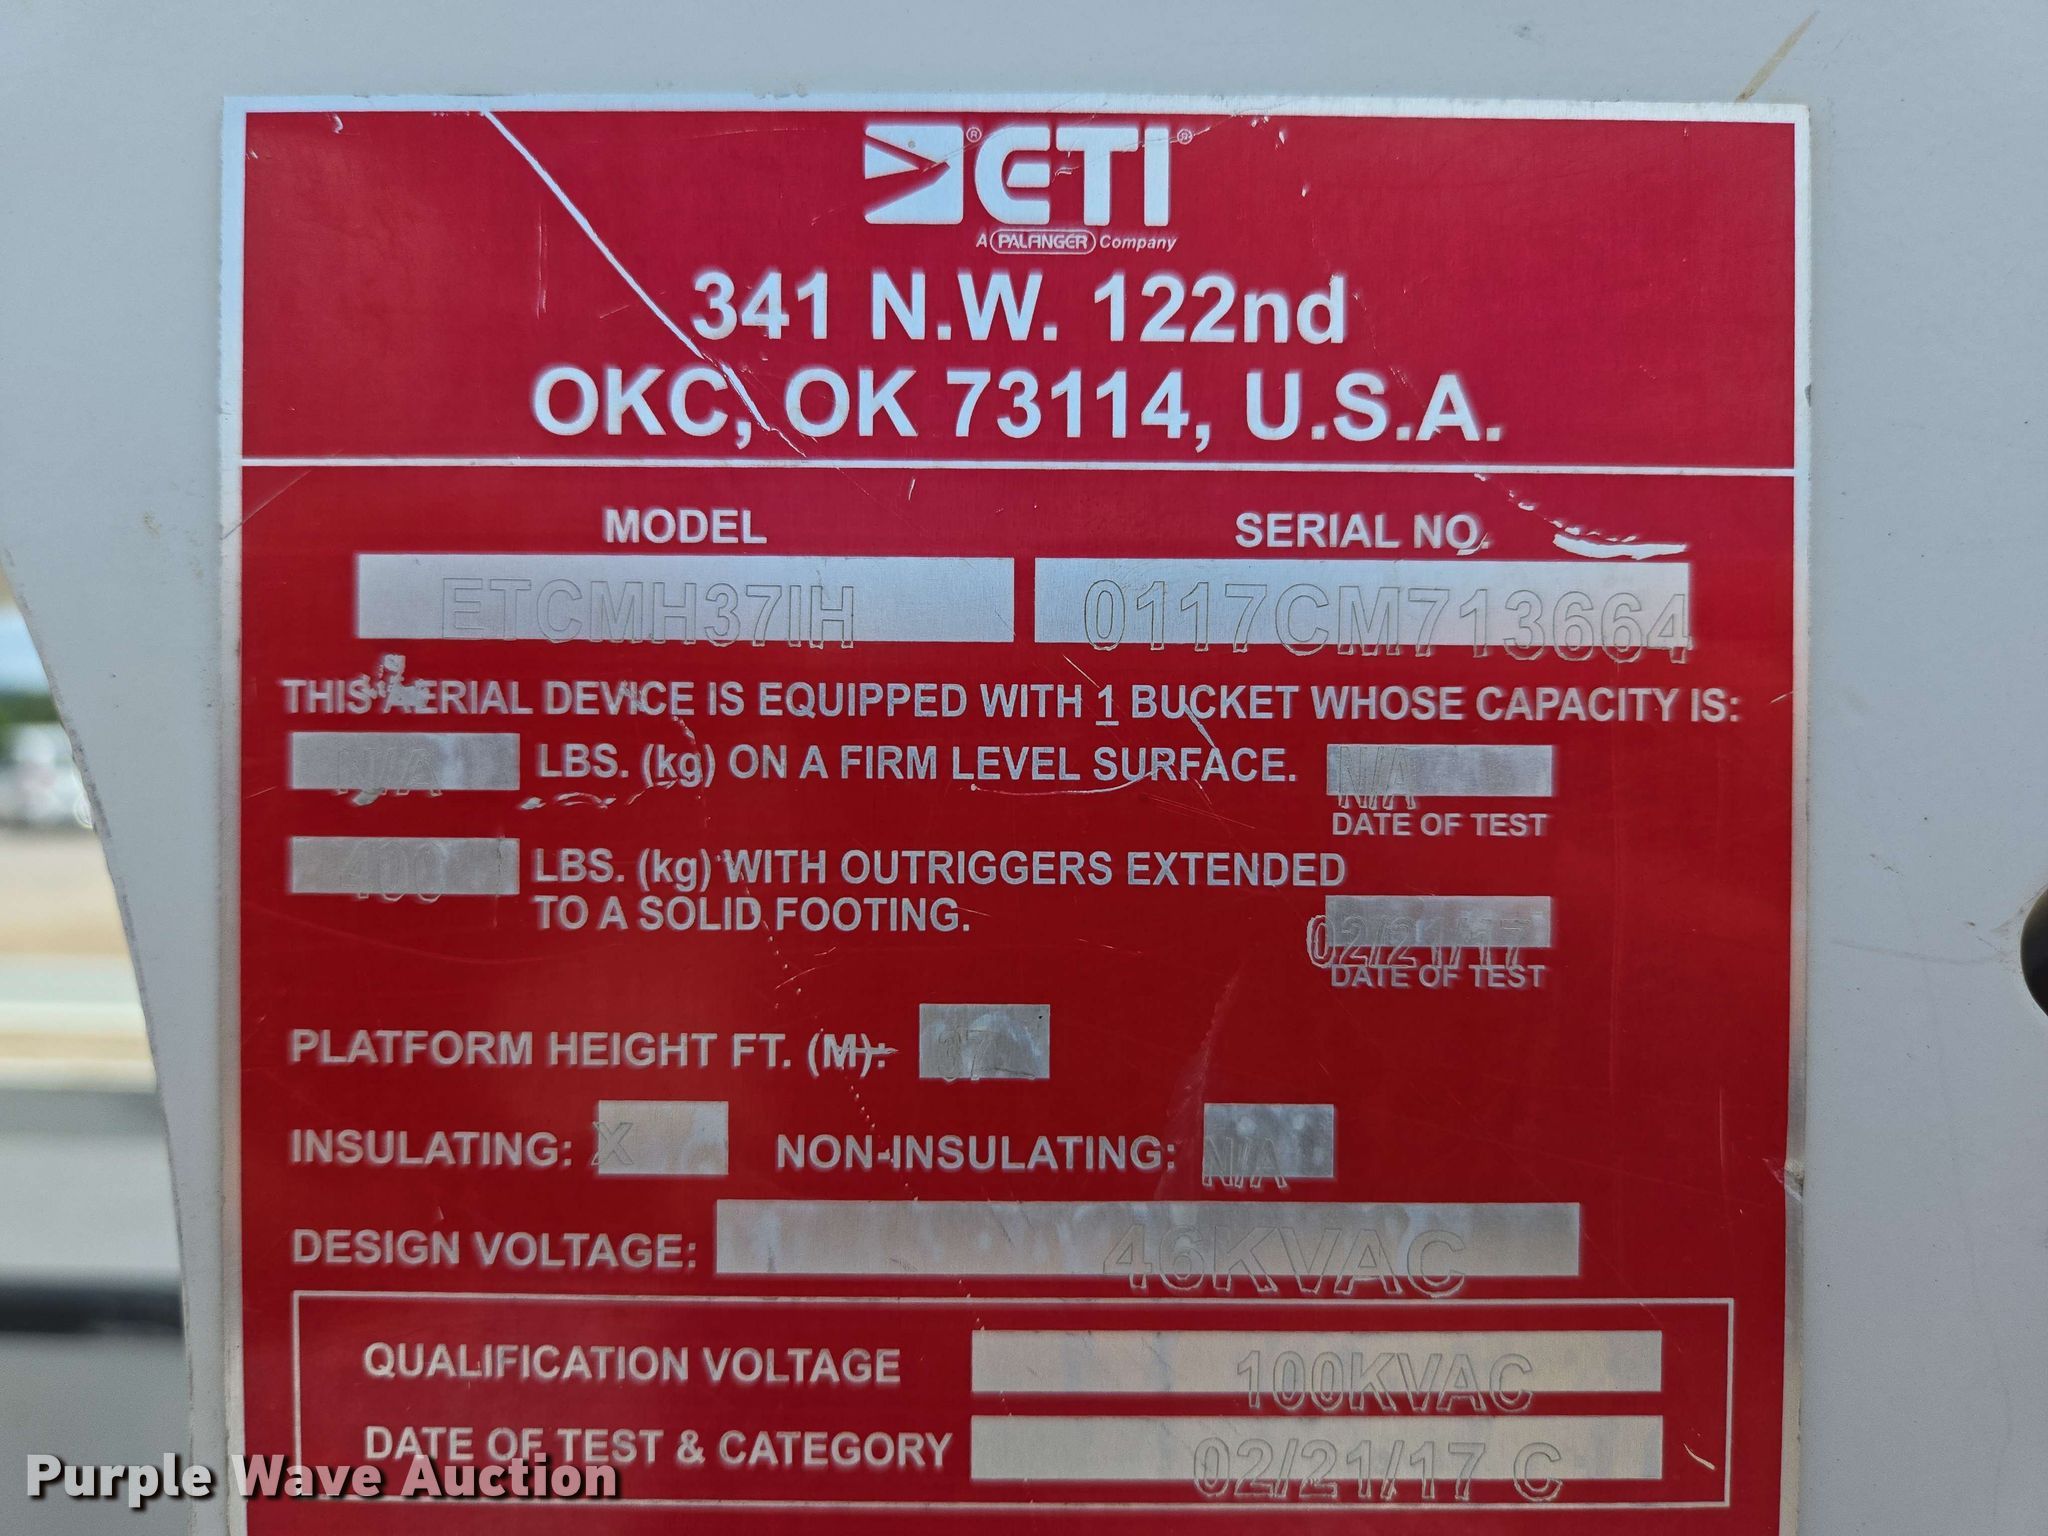 ETI
A PALFINGER Company
341 N.W. 122nd
OKC, OK 73114, U.S.A.
MODEL SERIAL NO.
ETCMH37IH 0117CM713664
THIS AERIAL DEVICE IS EQUIPPED WITH 1 BUCKET WHOSE CAPACITY IS:
N/A LBS. (kg) ON A FIRM LEVEL SURFACE. N/A
DATE OF TEST
400 LBS. (kg) WITH OUTRIGGERS EXTENDED
TO A SOLID FOOTING. 02/21/17
DATE OF TEST
PLATFORM HEIGHT FT. (M): 37
INSULATING: X NON-INSULATING: N/A
DESIGN VOLTAGE: 46KVAC
QUALIFICATION VOLTAGE 100KVAC
DATE OF TEST & CATEGORY 02/21/17 C
Purple Wave Auction